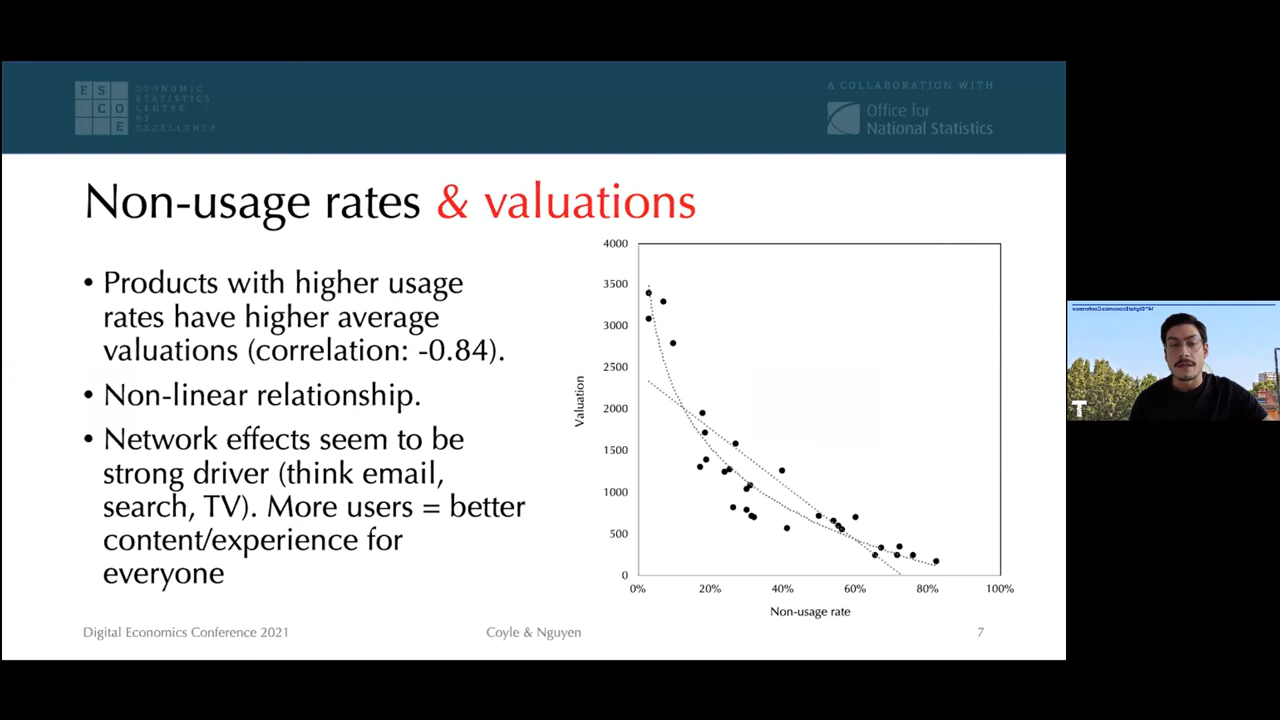 E S
C O
E
ECONOMIC
STATISTICS
CENTRE
OF
EXCELLENCE
A COLLABORATION WITH
Office for
National Statistics
Non-usage rates & valuations
• Products with higher usage
rates have higher average
valuations (correlation: -0.84).
• Non-linear relationship.
• Network effects seem to be
strong driver (think email,
search, TV). More users = better
content/experience for
everyone
4000
3500
3000
2500
2000
1500
1000
500
0
Valuation
0% 20% 40% 60% 80% 100%
Non-usage rate
Digital Economics Conference 2021
Coyle & Nguyen
7